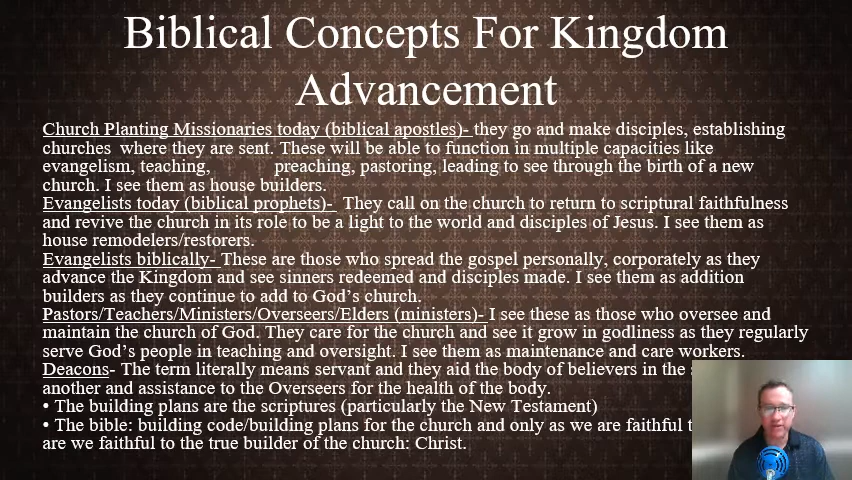 Biblical Concepts For Kingdom
Advancement
Church Planting Missionaries today (biblical apostles)- they go and make disciples, establishing
churches where they are sent. These will be able to function in multiple capacities like
evangelism, teaching, preaching, pastoring, leading to see through the birth of a new
church. I see them as house builders.
Evangelists today (biblical prophets)- They call on the church to return to scriptural faithfulness
and revive the church in its role to be a light to the world and disciples of Jesus. I see them as
house remodelers/restorers.
Evangelists biblically- These are those who spread the gospel personally, corporately as they
advance the Kingdom and see sinners redeemed and disciples made. I see them as addition
builders as they continue to add to God's church.
Pastors/Teachers/Ministers/Overseers/Elders (ministers)- I see these as those who oversee and
maintain the church of God. They care for the church and see it grow in godliness as they regularly
serve God's people in teaching and oversight. I see them as maintenance and care workers.
Deacons- The term literally means servant and they aid the body of believers in the
another and assistance to the Overseers for the health of the body.
• The building plans are the scriptures (particularly the New Testament)
• The bible: building code/building plans for the church and only as we are faithful
are we faithful to the true builder of the church: Christ.